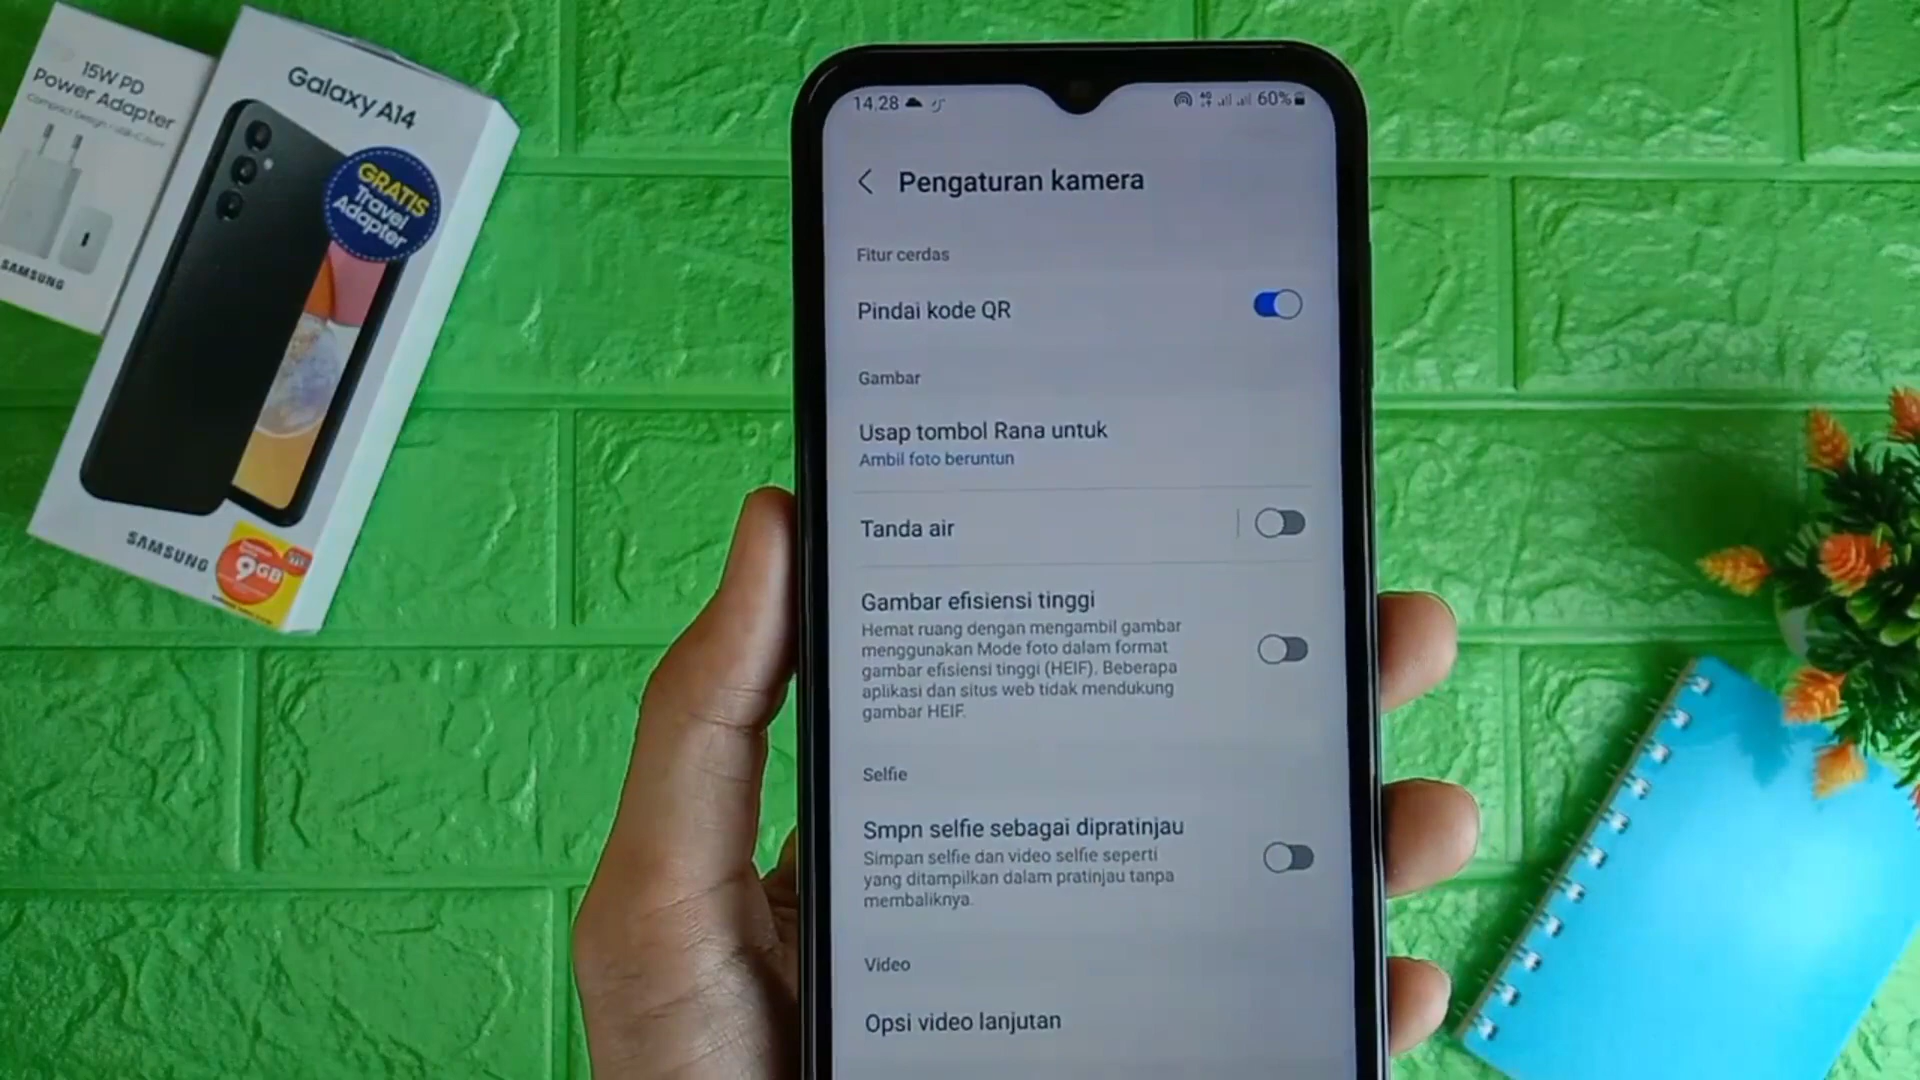 15W PD
Power Adapter
SAMSUNG
Galaxy A14
GRATIS
Travel
Adapter
SAMSUNG
9GB
14.28
4G
60%
Pengaturan kamera
Fitur cerdas
Pindai kode QR
Gambar
Usap tombol Rana untuk
Ambil foto beruntun
Tanda air
Gambar efisiensi tinggi
Hemat ruang dengan mengambil gambar
menggunakan Mode foto dalam format
gambar efisiensi tinggi (HEIF). Beberapa
aplikasi dan situs web tidak mendukung
gambar HEIF.
Selfie
Smpn selfie sebagai dipratinjau
Simpan selfie dan video selfie seperti
yang ditampilkan dalam pratinjau tanpa
membaliknya.
Video
Opsi video lanjutan